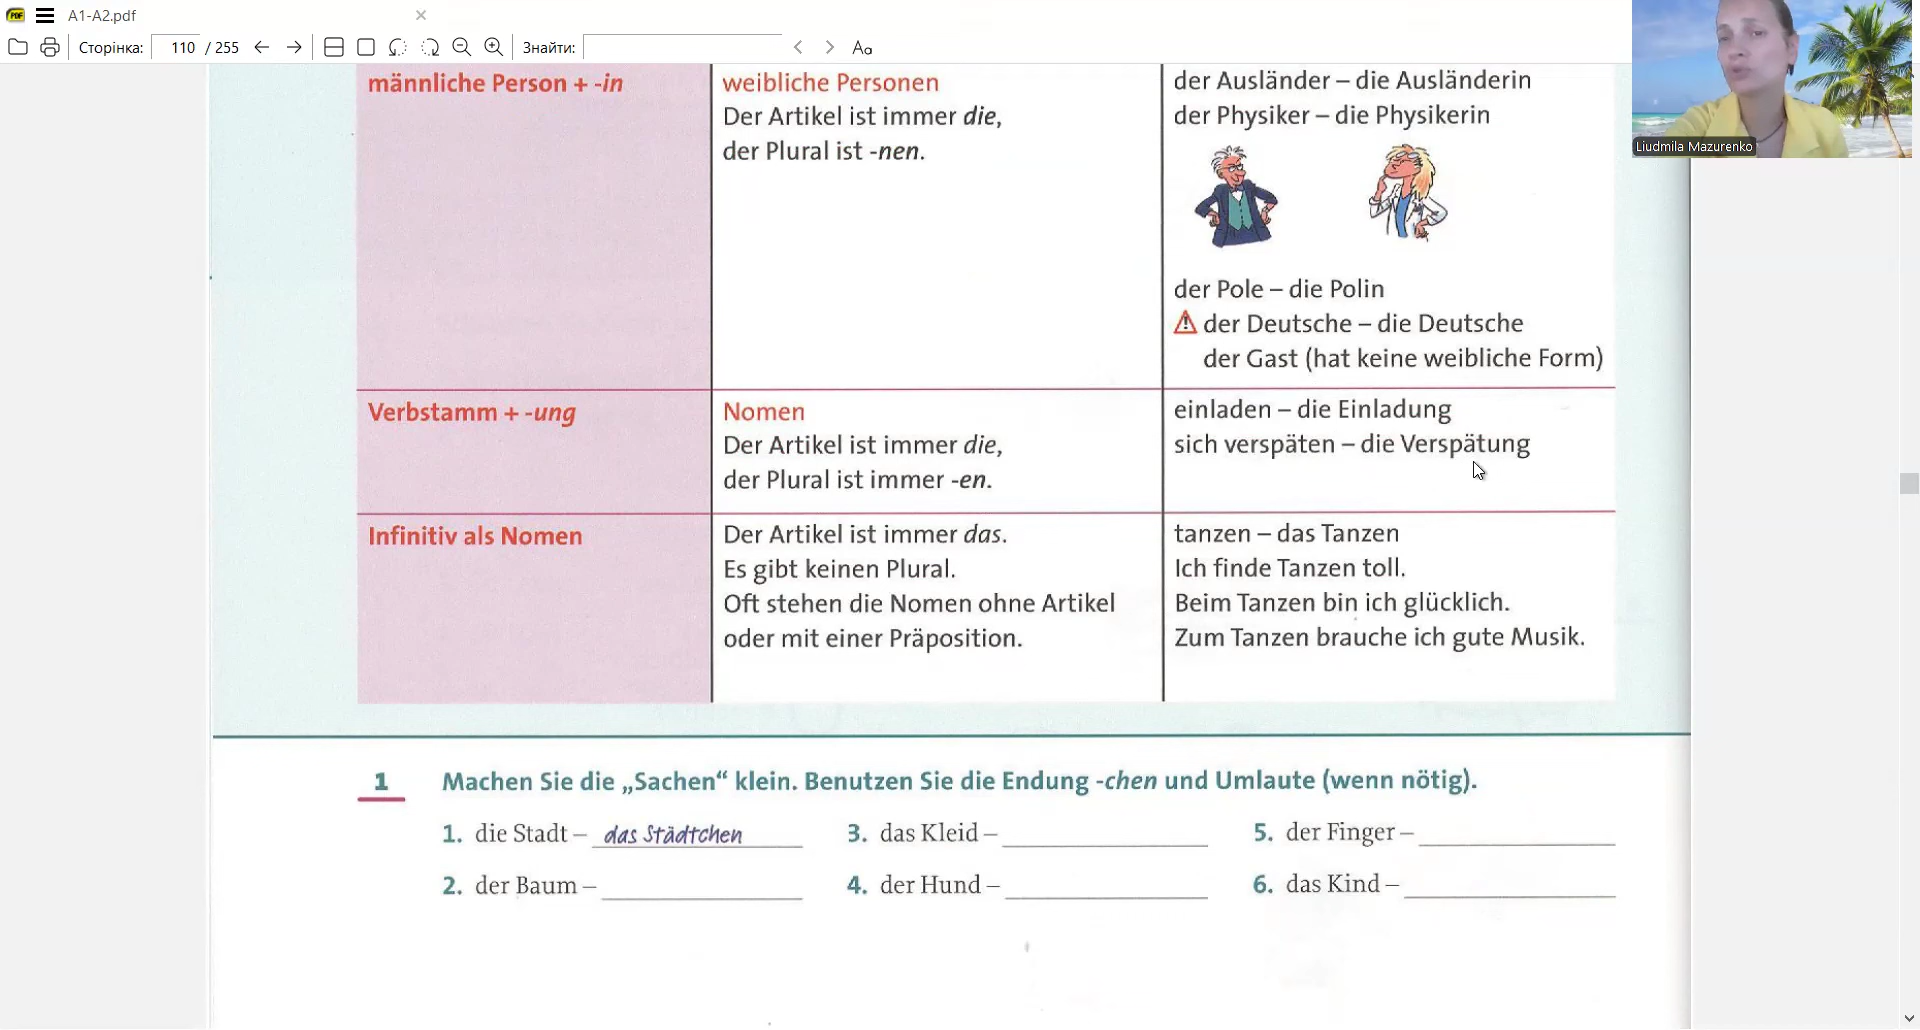 A1-A2.pdf
Сторінка: 110 / 255 Знайти: Aa
Liudmila Mazurenko
männliche Person + -in
weibliche Personen
Der Artikel ist immer die,
der Plural ist -nen.
der Ausländer – die Ausländerin
der Physiker – die Physikerin
der Pole – die Polin
der Deutsche – die Deutsche
der Gast (hat keine weibliche Form)
Verbstamm + -ung
Nomen
Der Artikel ist immer die,
der Plural ist immer -en.
einladen – die Einladung
sich verspäten – die Verspätung
Infinitiv als Nomen
Der Artikel ist immer das.
Es gibt keinen Plural.
Oft stehen die Nomen ohne Artikel
oder mit einer Präposition.
tanzen – das Tanzen
Ich finde Tanzen toll.
Beim Tanzen bin ich glücklich.
Zum Tanzen brauche ich gute Musik.
1 Machen Sie die „Sachen“ klein. Benutzen Sie die Endung -chen und Umlaute (wenn nötig).
1. die Stadt – das Städtchen
2. der Baum –
3. das Kleid –
4. der Hund –
5. der Finger –
6. das Kind –